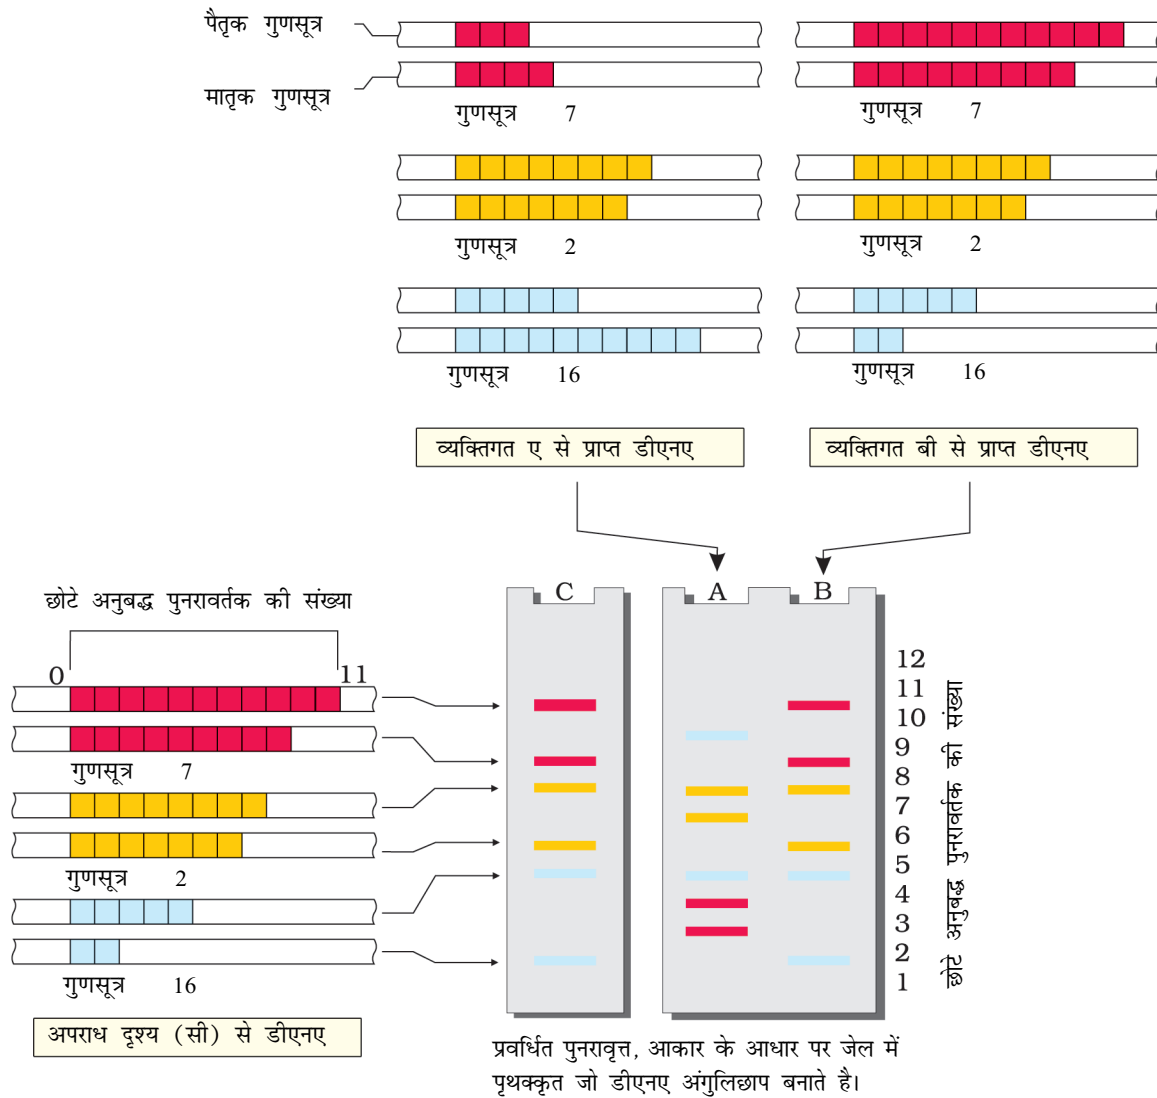 पैतृक गुणसूत्र
मातृक गुणसूत्र
गुणसूत्र 7
गुणसूत्र 7
गुणसूत्र 2
गुणसूत्र 2
गुणसूत्र 16
गुणसूत्र 16
व्यक्तिगत ए से प्राप्त डीएनए
व्यक्तिगत बी से प्राप्त डीएनए
छोटे अनुबद्ध पुनरावर्तक की संख्या
0 11
गुणसूत्र 7
गुणसूत्र 2
गुणसूत्र 16
अपराध दृश्य (सी) से डीएनए
C
A
B
12
11
10
9
8
7
6
5
4
3
2
1
छोटे अनुबद्ध पुनरावर्तक की संख्या
प्रवर्धित पुनरावृत्त, आकार के आधार पर जेल में
पृथक्कृत जो डीएनए अंगुलिछाप बनाते है।